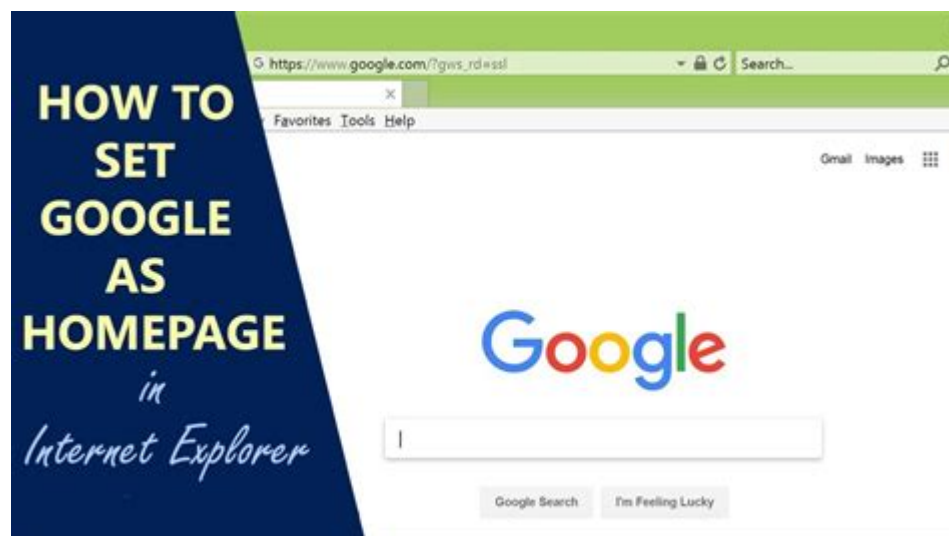 HOW TO
SET
GOOGLE
AS
HOMEPAGE
in
Internet Explorer
G https://www.google.com/?gws_rd=ssl
Search...
Favorites Tools Help
Gmail Images
Google
Google Search I'm Feeling Lucky